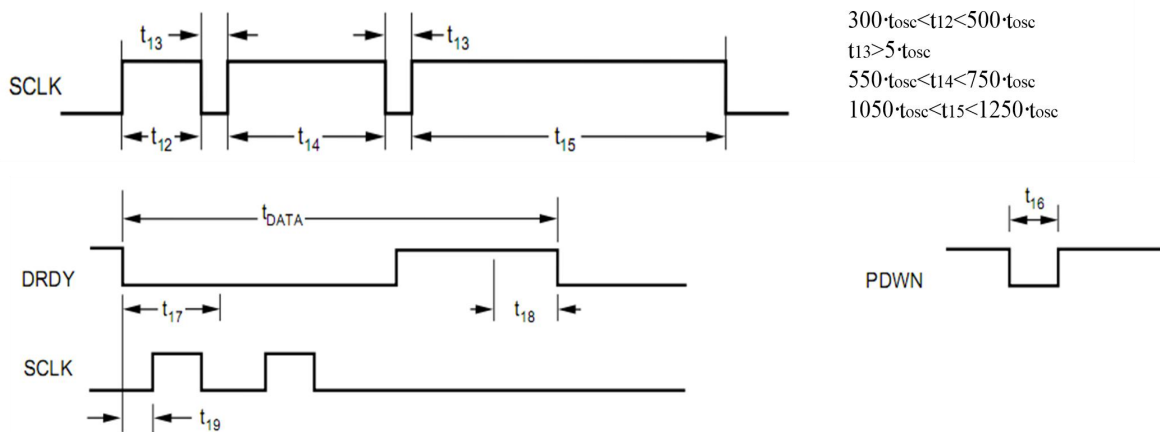 300·tosc<t12<500·tosc
t13>5·tosc
550·tosc<t14<750·tosc
1050·tosc<t15<1250·tosc
t13 t13
SCLK
t12 t14 t15
tDATA
DRDY
t17 t18
SCLK
t19
t16
PDWN